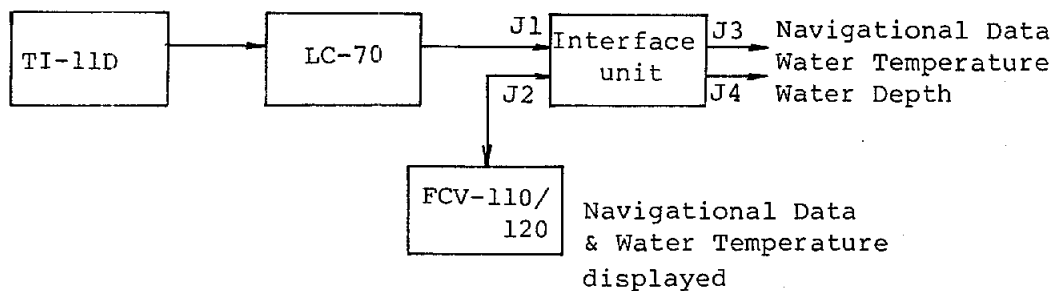 TI-11D
LC-70
J1
J2
Interface
unit
J3
J4
Navigational Data
Water Temperature
Water Depth
FCV-110/
120
Navigational Data
& Water Temperature
displayed